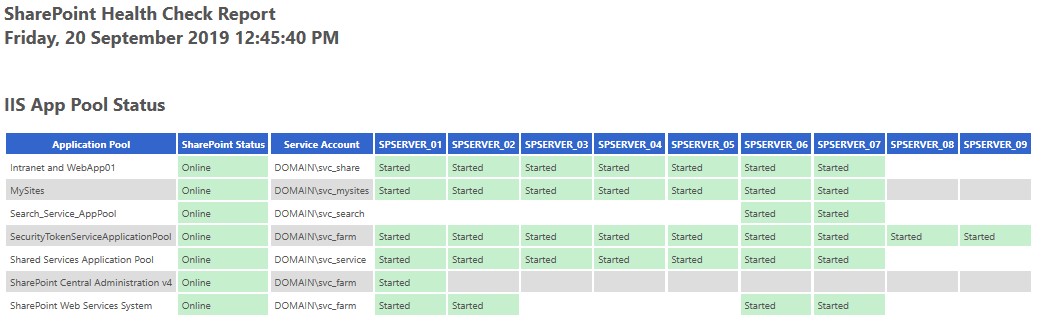 SharePoint Health Check Report
Friday, 20 September 2019 12:45:40 PM
IIS App Pool Status
Application Pool SharePoint Status Service Account SPSERVER_01 SPSERVER_02 SPSERVER_03 SPSERVER_04 SPSERVER_05 SPSERVER_06 SPSERVER_07 SPSERVER_08 SPSERVER_09
Intranet and WebApp01 Online DOMAIN\svc_share Started Started Started Started Started Started Started
MySites Online DOMAIN\svc_mysites Started Started Started Started Started Started Started
Search_Service_AppPool Online DOMAIN\svc_search Started Started
SecurityTokenServiceApplicationPool Online DOMAIN\svc_farm Started Started Started Started Started Started Started Started Started
Shared Services Application Pool Online DOMAIN\svc_service Started Started Started Started Started Started Started
SharePoint Central Administration v4 Online DOMAIN\svc_farm Started
SharePoint Web Services System Online DOMAIN\svc_farm Started Started Started Started